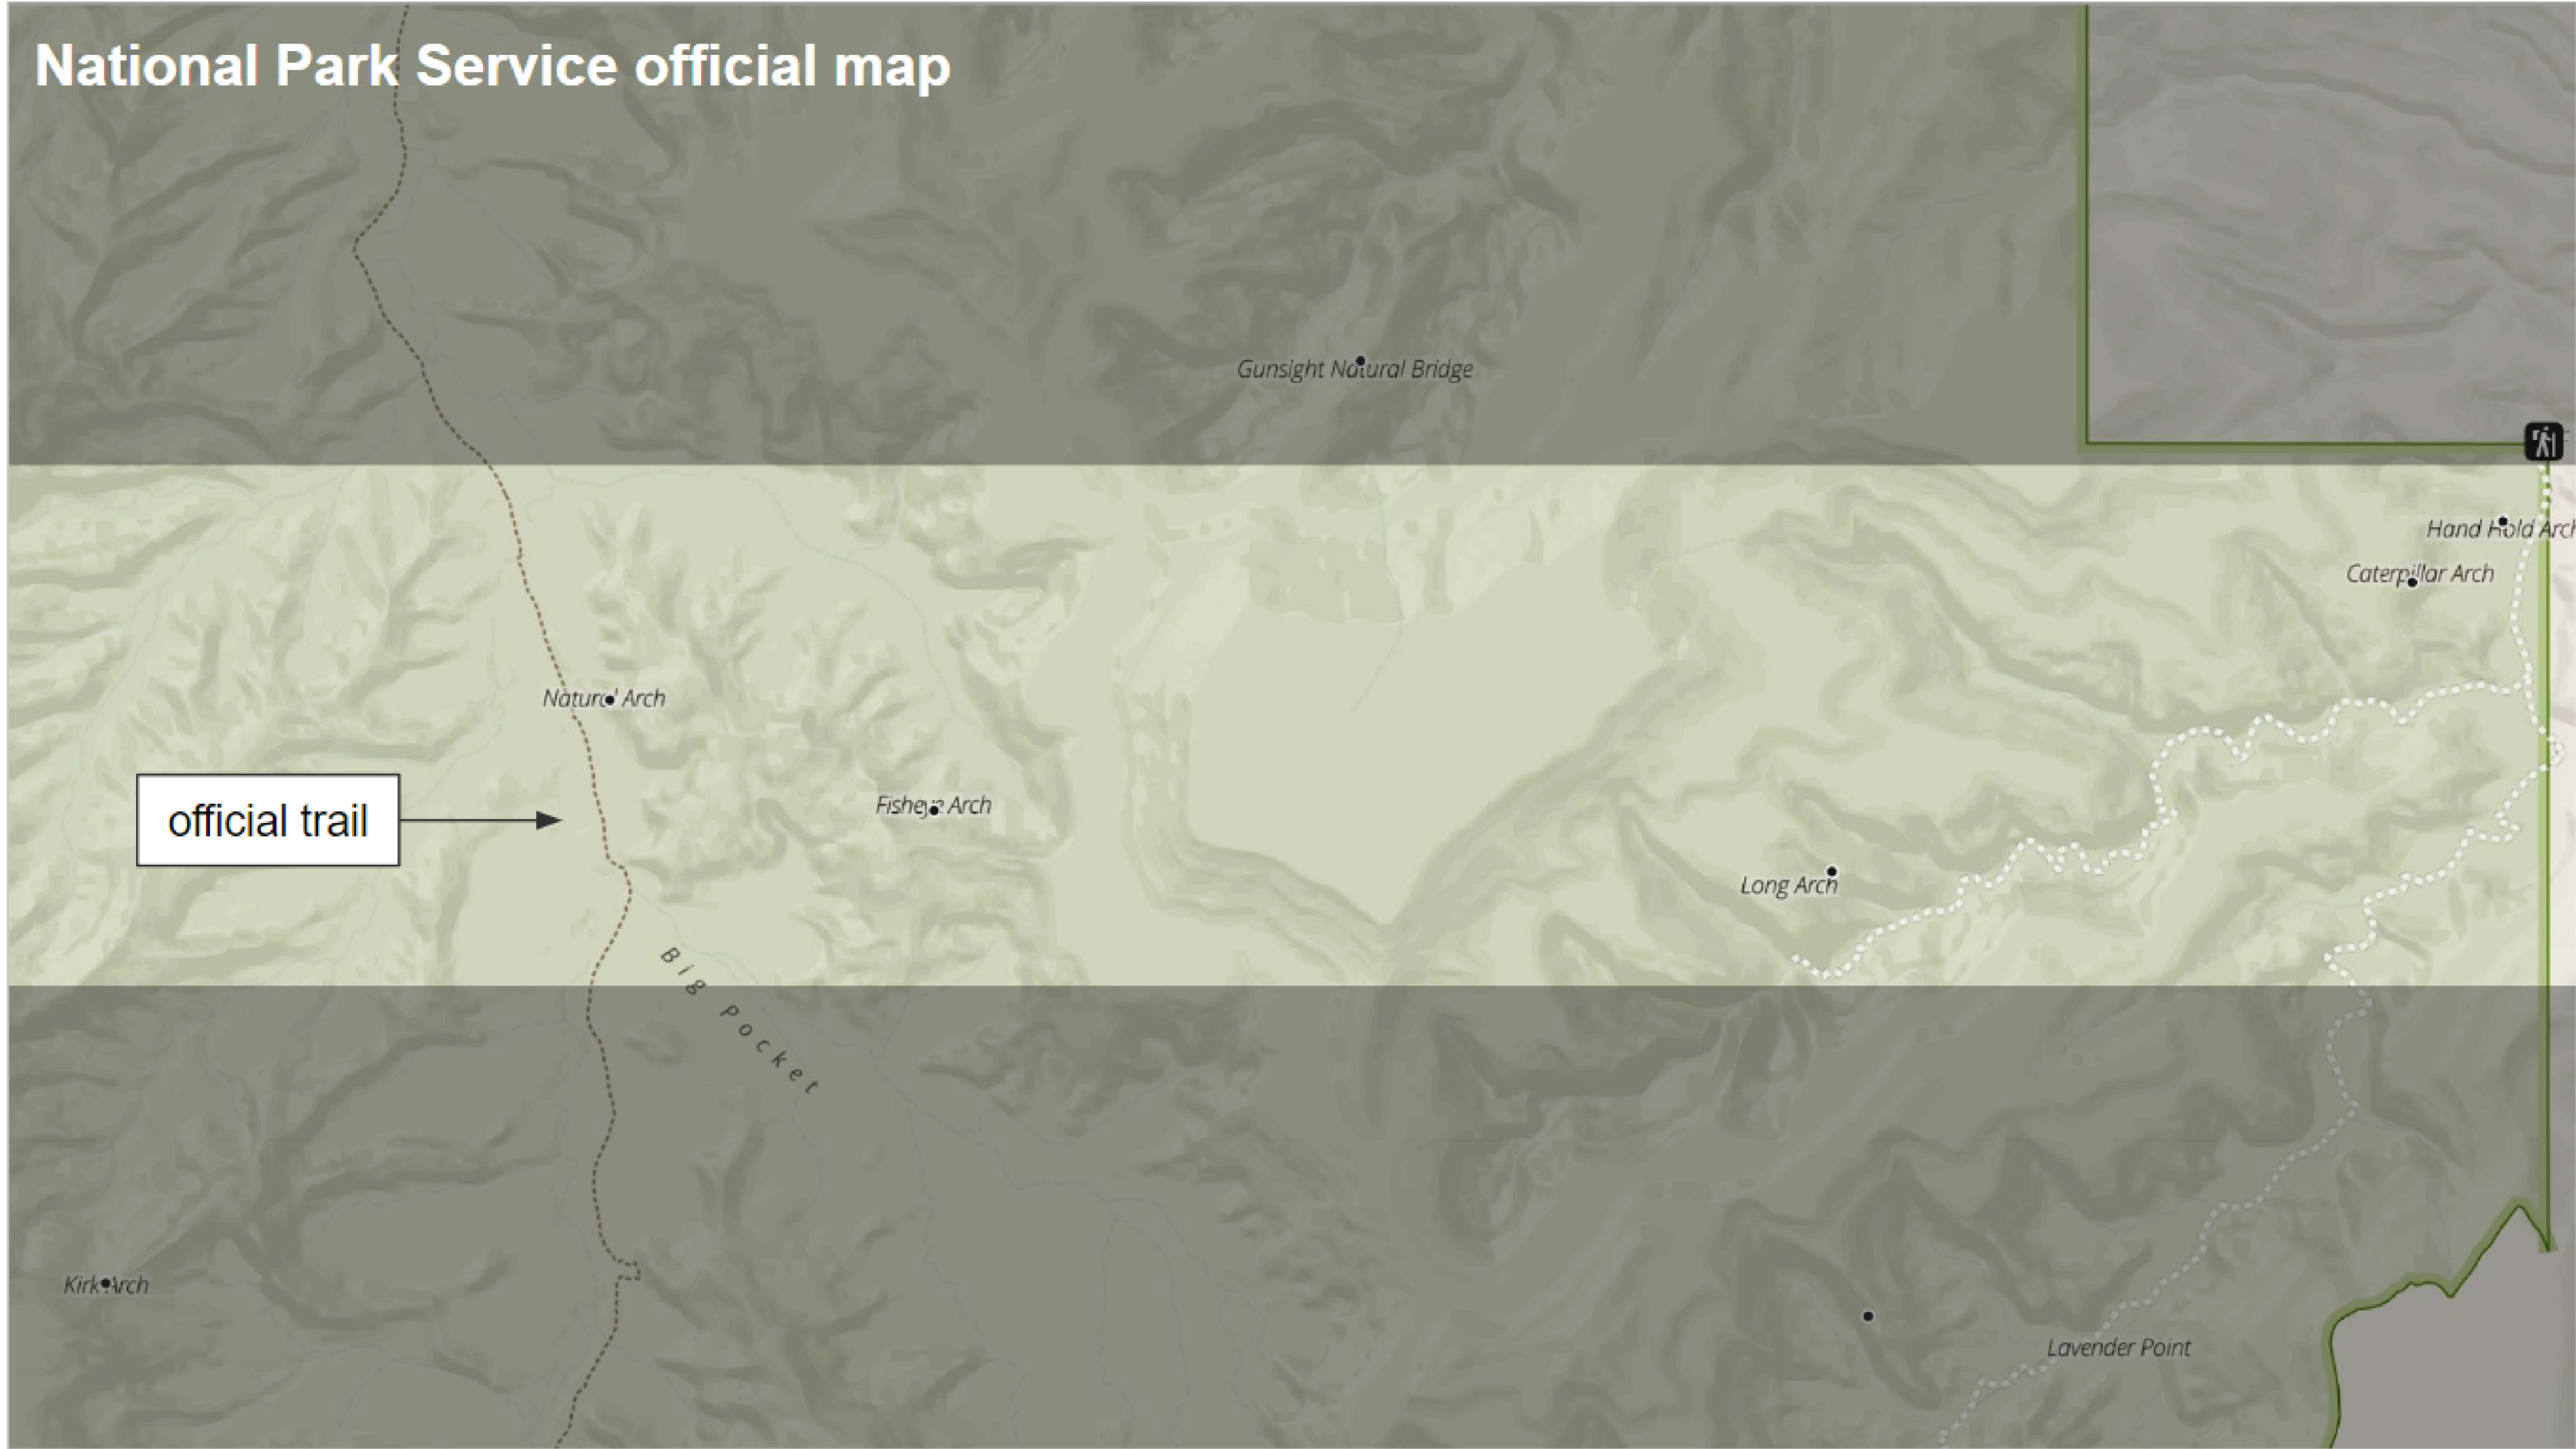 National Park Service official map
Gunsight Natural Bridge
Hand Hold Arch
Caterpillar Arch
Natural Arch
official trail
Fisheye Arch
Long Arch
Big Pocket
Kirk Arch
Lavender Point